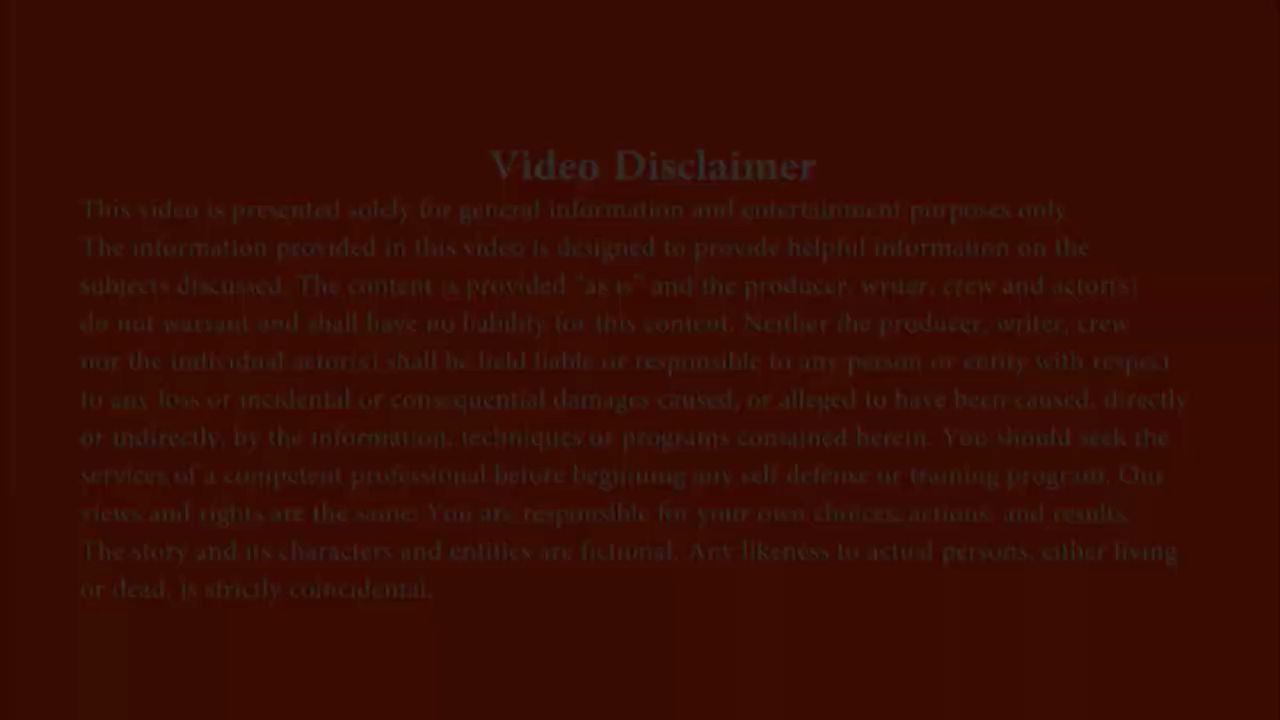 Video Disclaimer
This video is presented solely for general information and entertainment purposes only.
The information provided in this video is designed to provide helpful information on the
subjects discussed. The content is provided "as is" and the producer, writer, crew and actor(s)
do not warrant and shall have no liability for this content. Neither the producer, writer, crew
nor the individual actor(s) shall be held liable or responsible to any person or entity with respect
to any loss or incidental or consequential damages caused, or alleged to have been caused, directly
or indirectly, by the information, techniques or programs contained herein. You should seek the
services of a competent professional before beginning any self defense or training program. Our
views and rights are the same: You are responsible for your own choices, actions, and results.
The story and its characters and entities are fictional. Any likeness to actual persons, either living
or dead, is strictly coincidental.